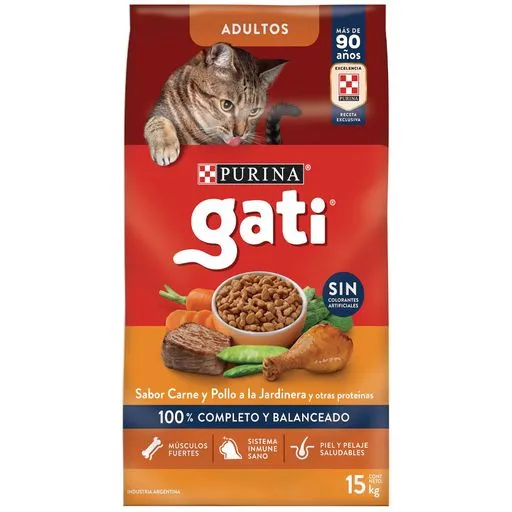 ADULTOS
MÁS DE
90
años
EXCELENCIA
PURINA
RECETA
EXCLUSIVA
PURINA®
gati®
SIN
COLORANTES
ARTIFICIALES
Sabor Carne y Pollo a la Jardinera y otras proteínas
100% COMPLETO Y BALANCEADO
MÚSCULOS
FUERTES
SISTEMA
INMUNE
SANO
PIEL Y PELAJE
SALUDABLES
INDUSTRIA ARGENTINA
15 CONT.
NETO:
kg